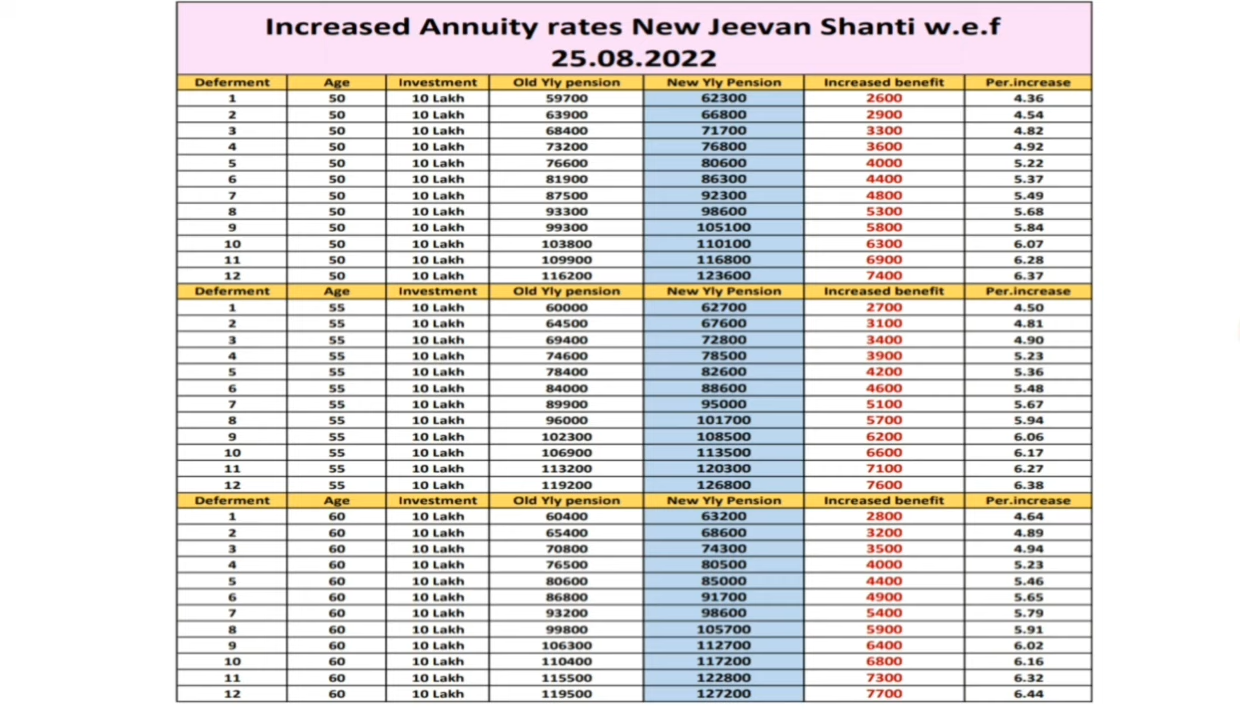 Increased Annuity rates New Jeevan Shanti w.e.f
25.08.2022
Deferment Age Investment Old Yly pension New Yly Pension Increased benefit Per.increase
1 50 10 Lakh 59700 62300 2600 4.36
2 50 10 Lakh 63900 66800 2900 4.54
3 50 10 Lakh 68400 71700 3300 4.82
4 50 10 Lakh 73200 76800 3600 4.92
5 50 10 Lakh 76600 80600 4000 5.22
6 50 10 Lakh 81900 86300 4400 5.37
7 50 10 Lakh 87500 92300 4800 5.49
8 50 10 Lakh 93300 98600 5300 5.68
9 50 10 Lakh 99300 105100 5800 5.84
10 50 10 Lakh 103800 110100 6300 6.07
11 50 10 Lakh 109900 116800 6900 6.28
12 50 10 Lakh 116200 123600 7400 6.37
Deferment Age Investment Old Yly pension New Yly Pension Increased benefit Per.increase
1 55 10 Lakh 60000 62700 2700 4.50
2 55 10 Lakh 64500 67600 3100 4.81
3 55 10 Lakh 69400 72800 3400 4.90
4 55 10 Lakh 74600 78500 3900 5.23
5 55 10 Lakh 78400 82600 4200 5.36
6 55 10 Lakh 84000 88600 4600 5.48
7 55 10 Lakh 89900 95000 5100 5.67
8 55 10 Lakh 96000 101700 5700 5.94
9 55 10 Lakh 102300 108500 6200 6.06
10 55 10 Lakh 106900 113500 6600 6.17
11 55 10 Lakh 113200 120300 7100 6.27
12 55 10 Lakh 119200 126800 7600 6.38
Deferment Age Investment Old Yly pension New Yly Pension Increased benefit Per.increase
1 60 10 Lakh 60400 63200 2800 4.64
2 60 10 Lakh 65400 68600 3200 4.89
3 60 10 Lakh 70800 74300 3500 4.94
4 60 10 Lakh 76500 80500 4000 5.23
5 60 10 Lakh 80600 85000 4400 5.46
6 60 10 Lakh 86800 91700 4900 5.65
7 60 10 Lakh 93200 98600 5400 5.79
8 60 10 Lakh 99800 105700 5900 5.91
9 60 10 Lakh 106300 112700 6400 6.02
10 60 10 Lakh 110400 117200 6800 6.16
11 60 10 Lakh 115500 122800 7300 6.32
12 60 10 Lakh 119500 127200 7700 6.44